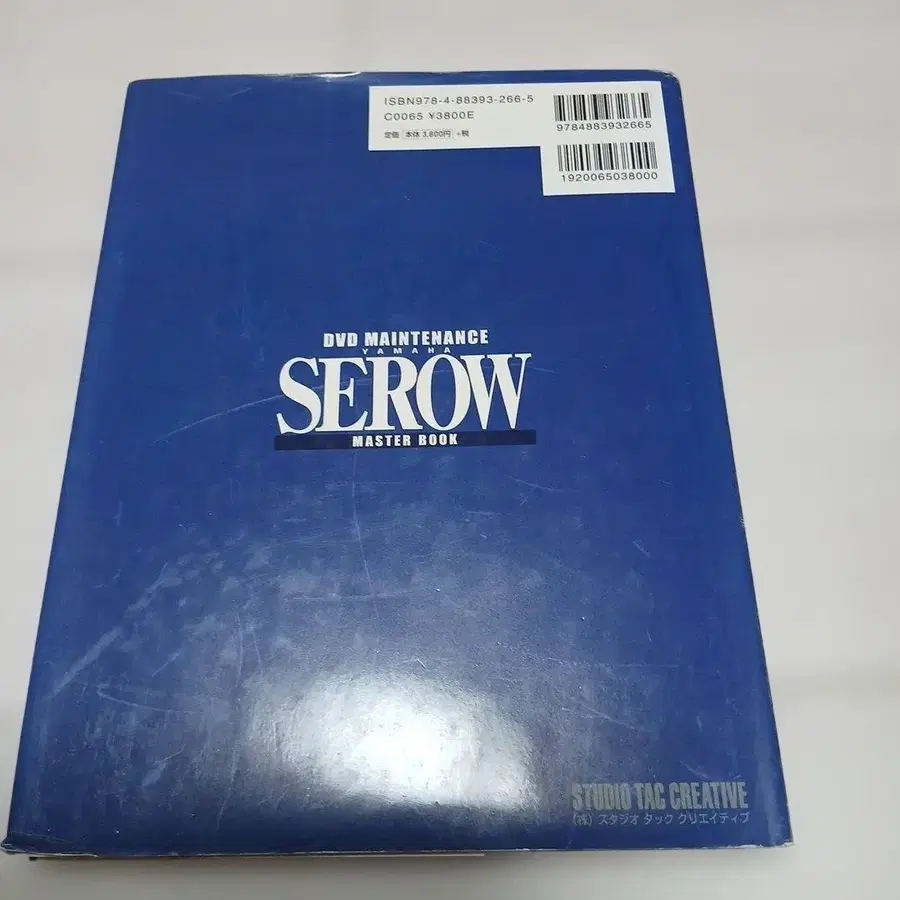 ISBN978-4-88393-266-5
C0065 ¥3800E
定価 本体 3,800円 +税
9784883932665
1920065038000
DVD MAINTENANCE
YAMAHA
SEROW
MASTER BOOK
STUDIO TAC CREATIVE
(株) スタジオ タック クリエイティブ